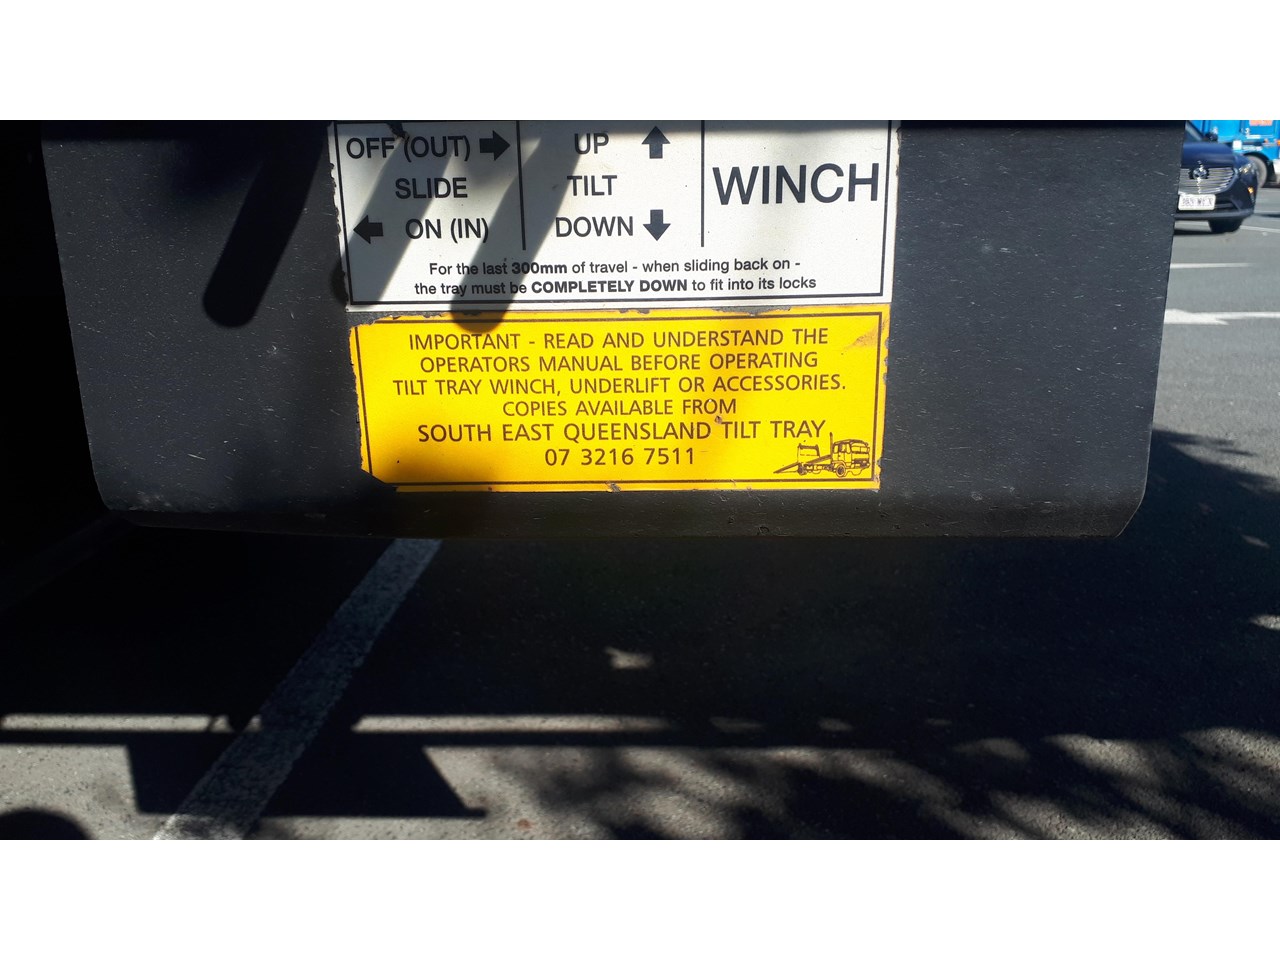 OFF (OUT)
SLIDE
ON (IN)
UP
TILT
DOWN
WINCH
For the last 300mm of travel - when sliding back on -
the tray must be COMPLETELY DOWN to fit into its locks
IMPORTANT - READ AND UNDERSTAND THE
OPERATORS MANUAL BEFORE OPERATING
TILT TRAY WINCH, UNDERLIFT OR ACCESSORIES.
COPIES AVAILABLE FROM
SOUTH EAST QUEENSLAND TILT TRAY
07 3216 7511